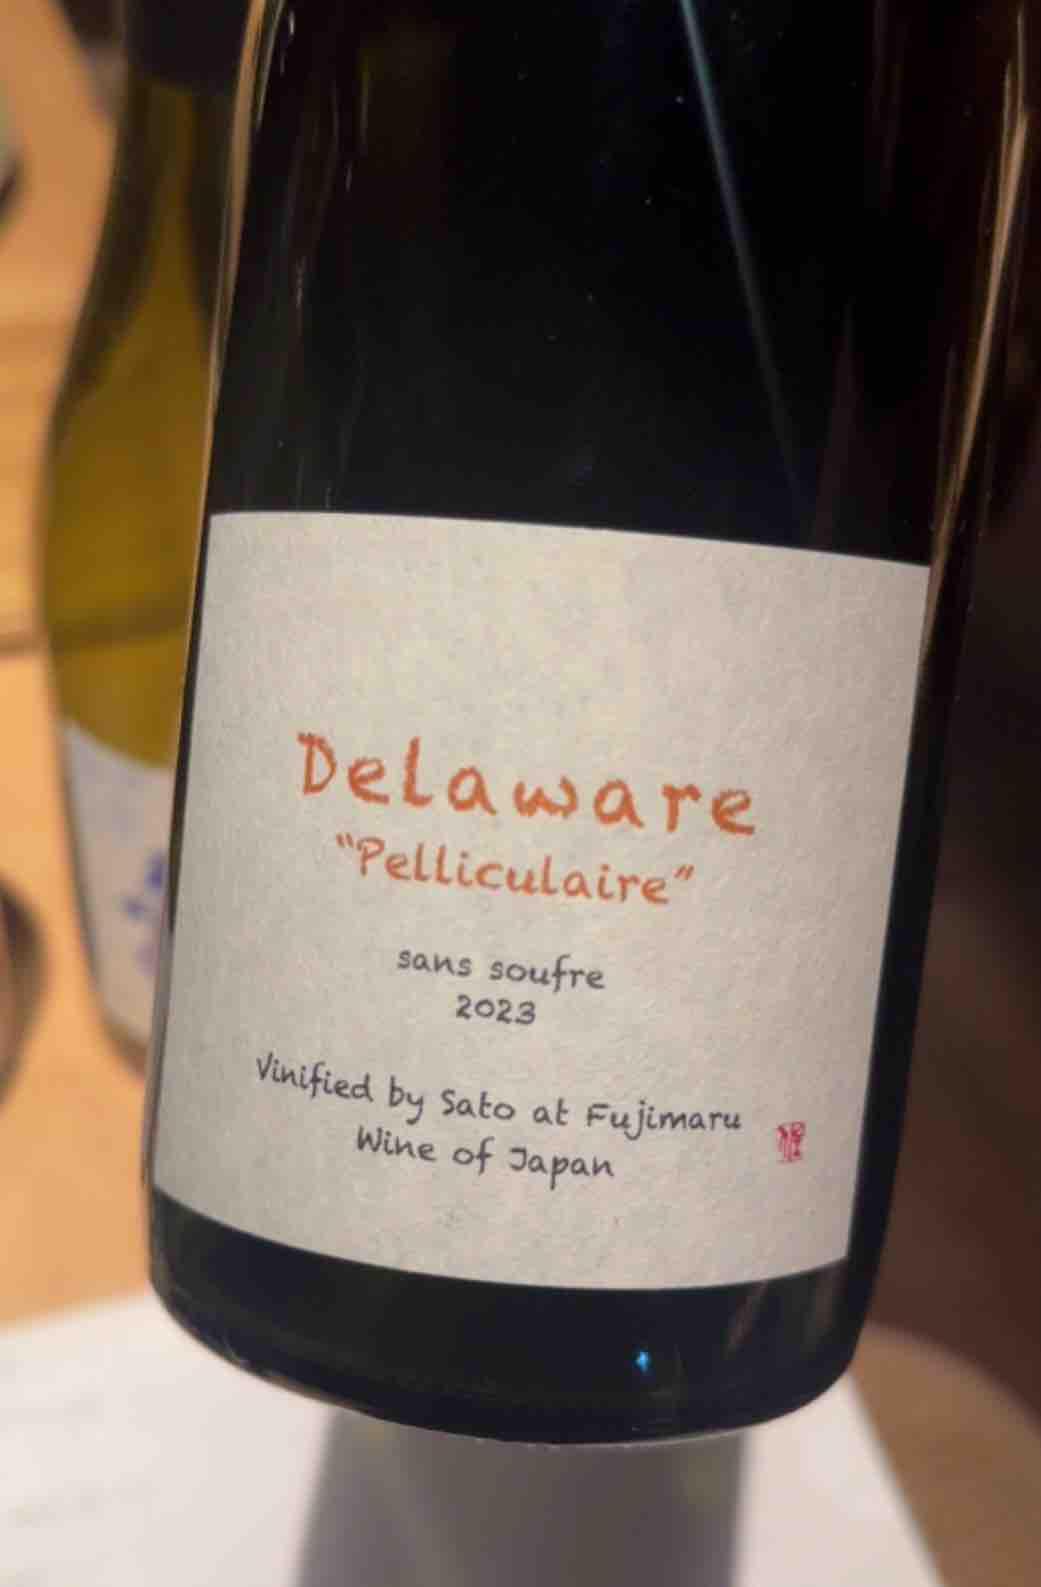 Delaware
"Pelliculaire"
sans soufre
2023
Vinified by Sato at Fujimaru
Wine of Japan